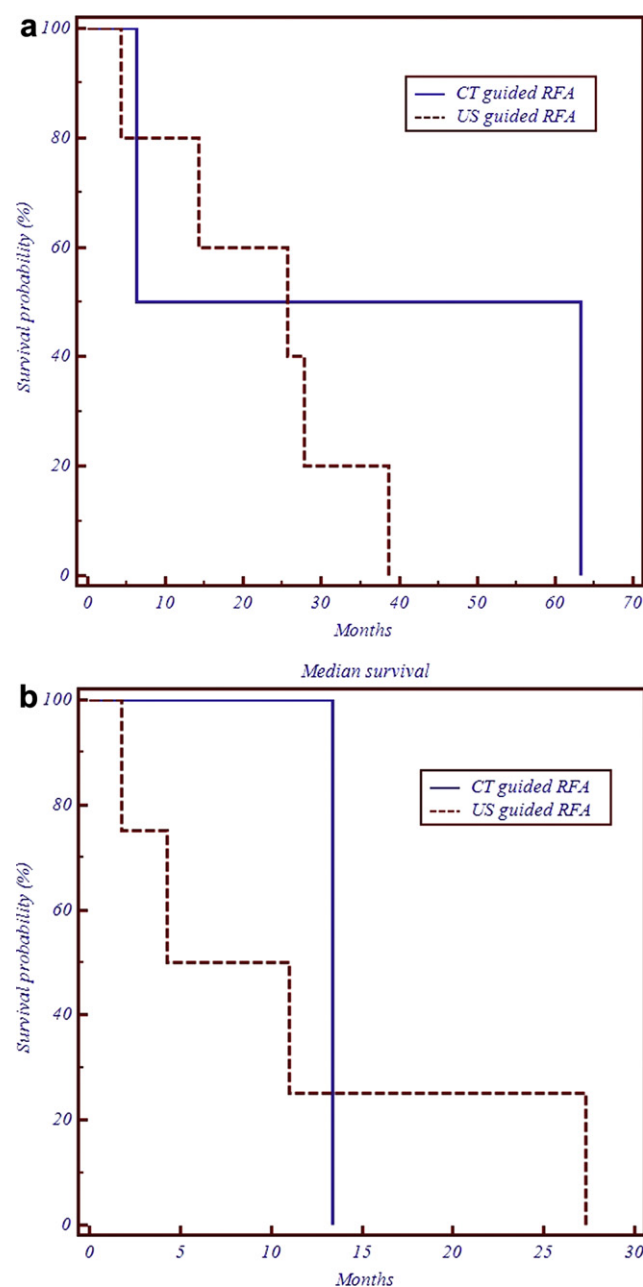 a
100
80
60
40
20
0
Survival probability (%)
CT guided RFA
US guided RFA
0 10 20 30 40 50 60 70
Months
Median survival
b
100
80
60
40
20
0
Survival probability (%)
CT guided RFA
US guided RFA
0 5 10 15 20 25 30
Months